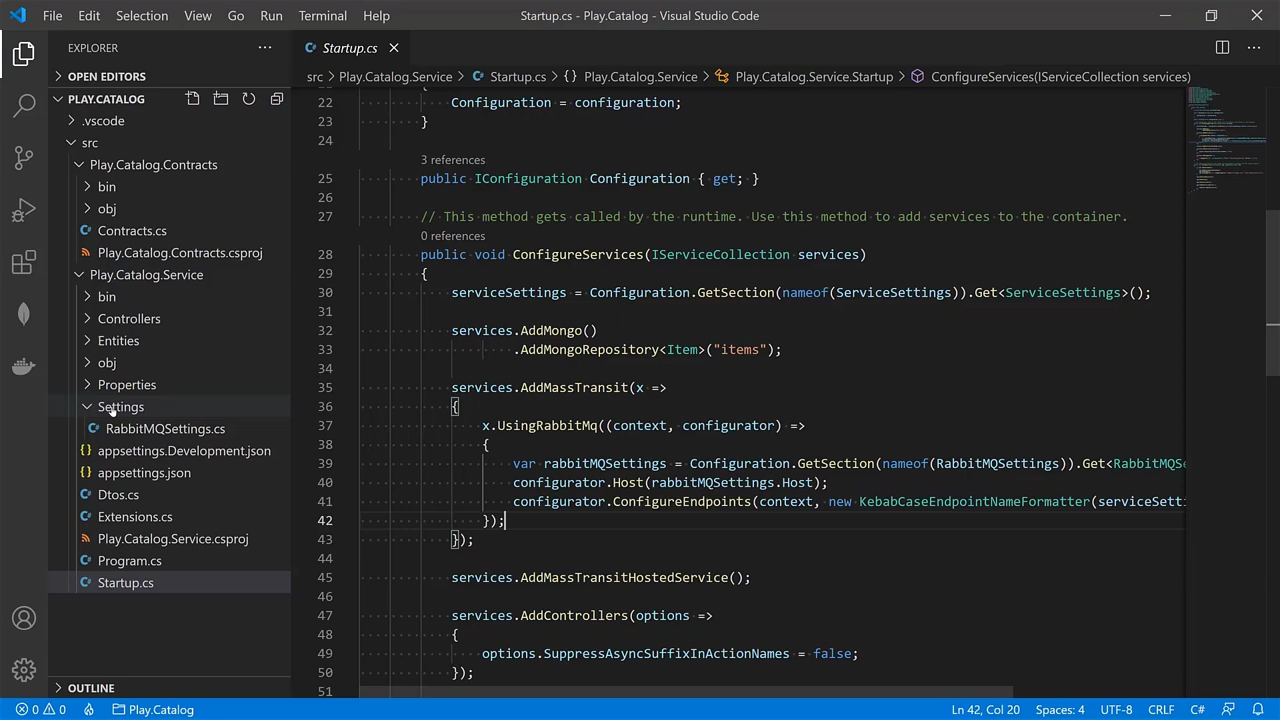 File Edit Selection View Go Run Terminal Help Startup.cs - Play.Catalog - Visual Studio Code
EXPLORER
OPEN EDITORS
PLAY.CATALOG
.vscode
src
Play.Catalog.Contracts
bin
obj
Contracts.cs
Play.Catalog.Contracts.csproj
Play.Catalog.Service
bin
Controllers
Entities
obj
Properties
Settings
RabbitMQSettings.cs
appsettings.Development.json
appsettings.json
Dtos.cs
Extensions.cs
Play.Catalog.Service.csproj
Program.cs
Startup.cs
OUTLINE
Startup.cs
src > Play.Catalog.Service > Startup.cs > {} Play.Catalog.Service > Play.Catalog.Service.Startup > ConfigureServices(IServiceCollection services)
22 Configuration = configuration;
23 }
24
3 references
25 public IConfiguration Configuration { get; }
26
27 // This method gets called by the runtime. Use this method to add services to the container.
0 references
28 public void ConfigureServices(IServiceCollection services)
29 {
30 serviceSettings = Configuration.GetSection(nameof(ServiceSettings)).Get<ServiceSettings>();
31
32 services.AddMongo()
33 .AddMongoRepository<Item>("items");
34
35 services.AddMassTransit(x =>
36 {
37 x.UsingRabbitMq((context, configurator) =>
38 {
39 var rabbitMQSettings = Configuration.GetSection(nameof(RabbitMQSettings)).Get<RabbitMQSe
40 configurator.Host(rabbitMQSettings.Host);
41 configurator.ConfigureEndpoints(context, new KebabCaseEndpointNameFormatter(serviceSetti
42 });
43 });
44
45 services.AddMassTransitHostedService();
46
47 services.AddControllers(options =>
48 {
49 options.SuppressAsyncSuffixInActionNames = false;
50 });
51
0 0 Play.Catalog Ln 42, Col 20 Spaces: 4 UTF-8 CRLF C#